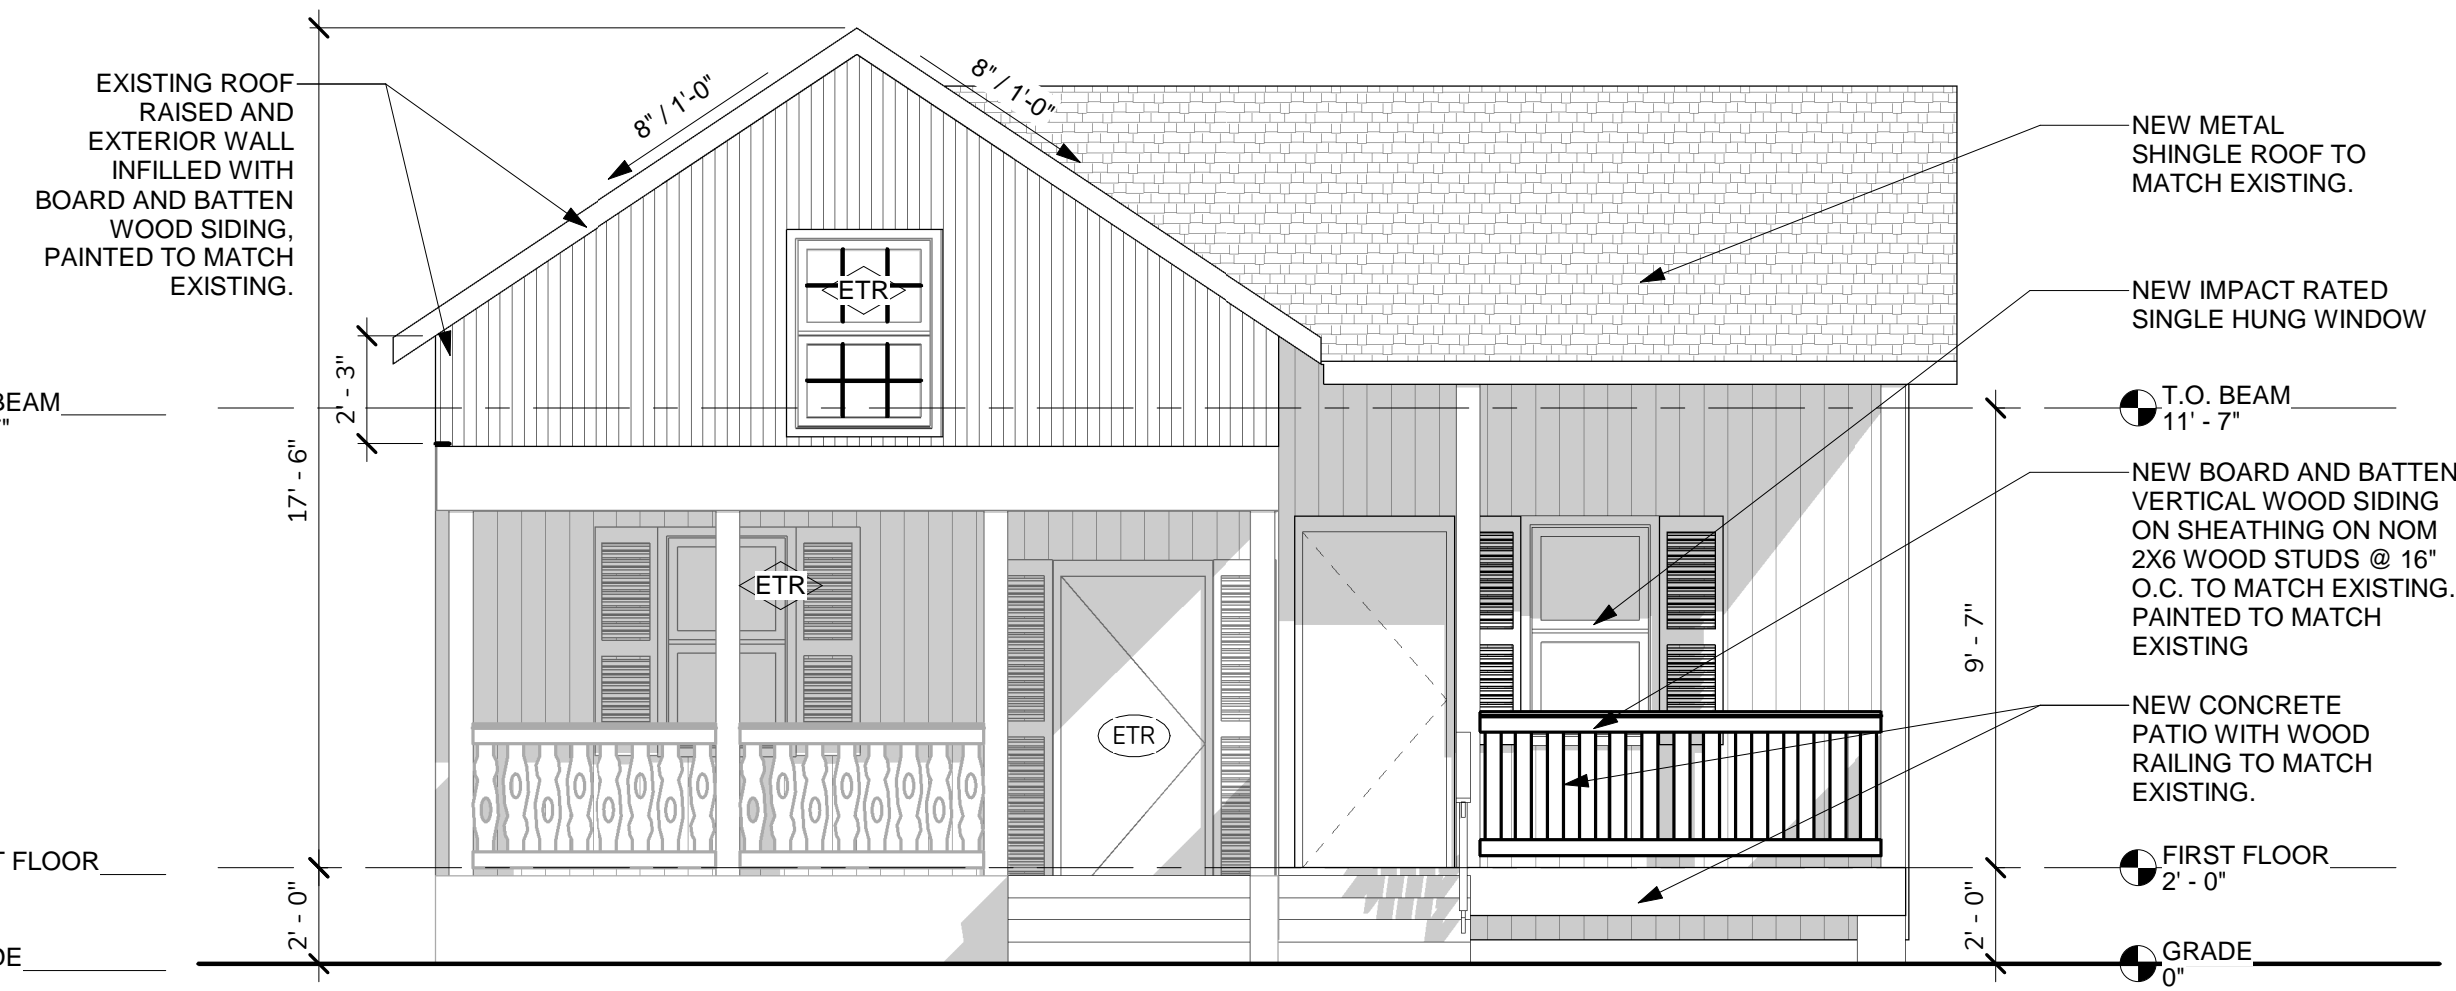 EXISTING ROOF
RAISED AND
EXTERIOR WALL
INFILLED WITH
BOARD AND BATTEN
WOOD SIDING,
PAINTED TO MATCH
EXISTING.
8" / 1'-0"
8" / 1'-0"
NEW METAL
SHINGLE ROOF TO
MATCH EXISTING.
ETR
NEW IMPACT RATED
SINGLE HUNG WINDOW
2' - 3"
BEAM
17' - 6"
T.O. BEAM
11' - 7"
NEW BOARD AND BATTEN
VERTICAL WOOD SIDING
ON SHEATHING ON NOM
2X6 WOOD STUDS @ 16"
O.C. TO MATCH EXISTING.
PAINTED TO MATCH
EXISTING
ETR
9' - 7"
ETR
NEW CONCRETE
PATIO WITH WOOD
RAILING TO MATCH
EXISTING.
FLOOR
FIRST FLOOR
2' - 0"
2' - 0"
2' - 0"
GRADE
0"